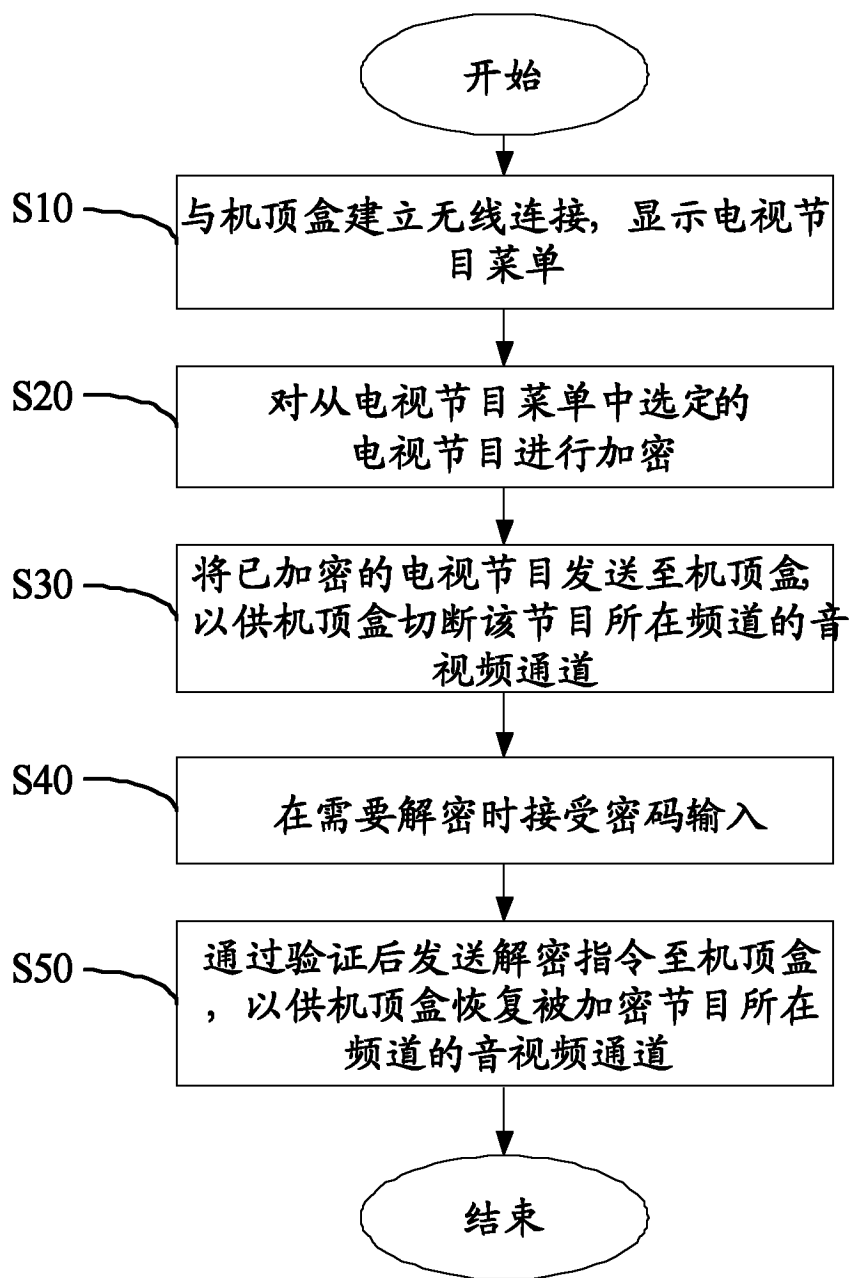 开始
S10
与机顶盒建立无线连接，显示电视节
目菜单
S20
对从电视节目菜单中选定的
电视节目进行加密
S30
将已加密的电视节目发送至机顶盒，
以供机顶盒切断该节目所在频道的音
视频通道
S40
在需要解密时接受密码输入
S50
通过验证后发送解密指令至机顶盒
，以供机顶盒恢复被加密节目所在
频道的音视频通道
结束